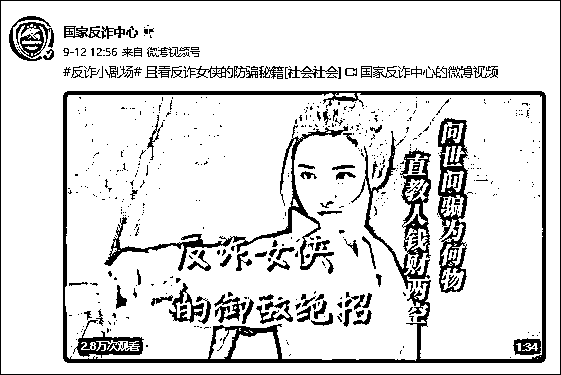 国家反诈中心
9-12 12:56 来自 微博视频号
#反诈小剧场# 且看反诈女侠的防骗秘籍[社会社会] 国家反诈中心的微博视频
问世间骗为何物
直教人钱财两空
反诈女侠
的御敌绝招
2.8万次观看
1:34